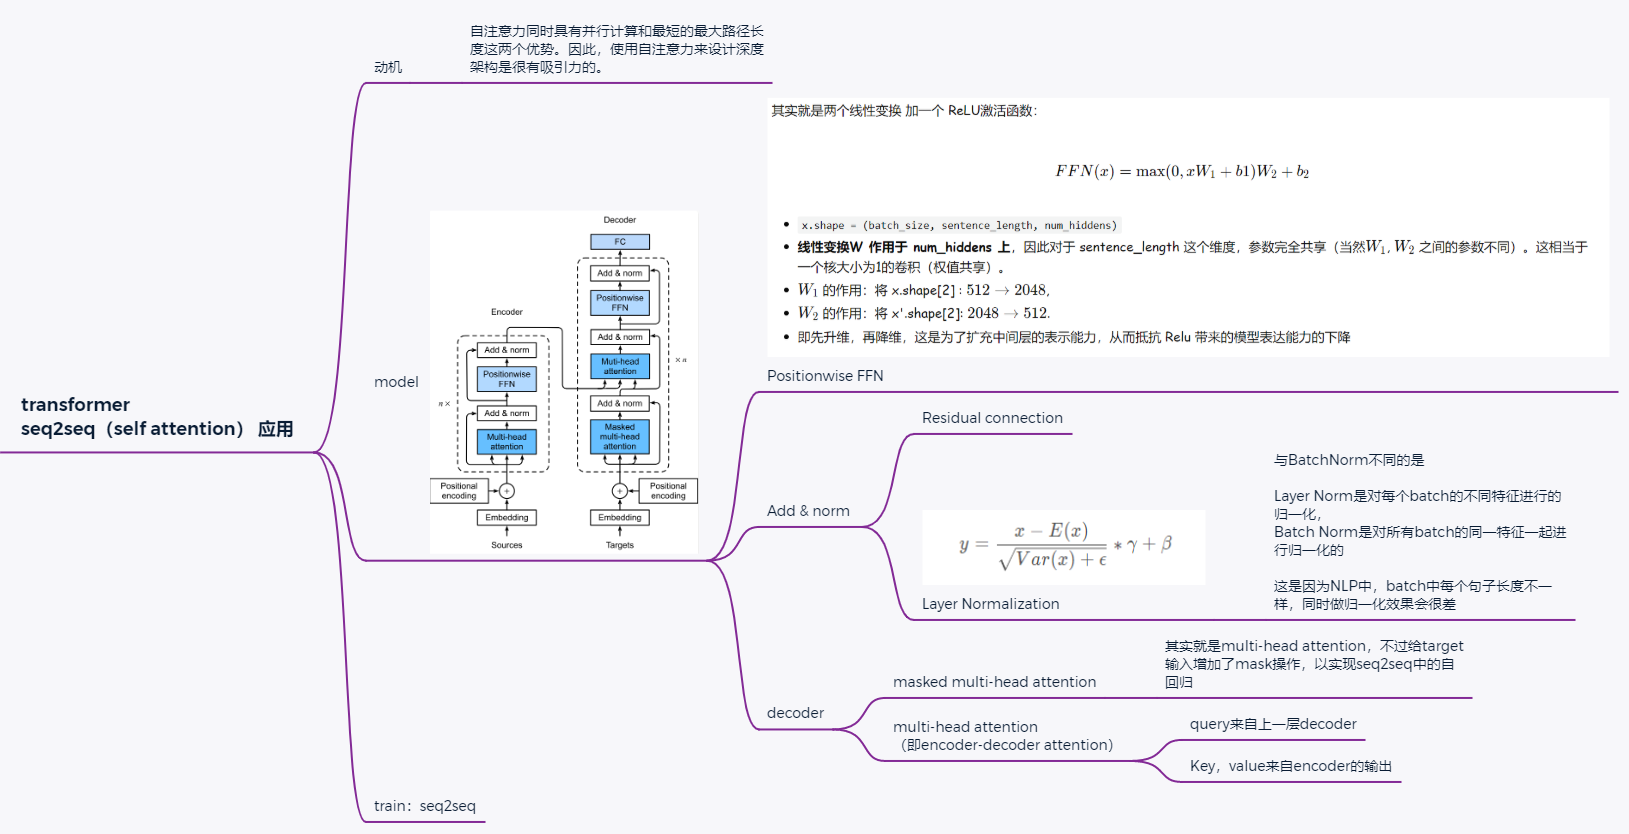 transformer
seq2seq（self attention） 应用
动机
自注意力同时具有并行计算和最短的最大路径长
度这两个优势。因此，使用自注意力来设计深度
架构是很有吸引力的。
model
Decoder
FC
Add & norm
Positionwise
FFN
Add & norm
Muti-head
attention
Add & norm
Masked
multi-head
attention
× n
Positional
encoding
+
Embedding
Targets
Encoder
Add & norm
Positionwise
FFN
n ×
Add & norm
Multi-head
attention
Positional
encoding
+
Embedding
Sources
其实就是两个线性变换 加一个 ReLU激活函数：
FFN(x) = max(0, xW₁ + b1)W₂ + b₂
• x.shape = (batch_size, sentence_length, num_hiddens)
• 线性变换W 作用于 num_hiddens 上，因此对于 sentence_length 这个维度，参数完全共享（当然W₁, W₂ 之间的参数不同）。这相当于
一个核大小为1的卷积（权值共享）。
• W₁ 的作用：将 x.shape[2] : 512 → 2048,
• W₂ 的作用：将 x'.shape[2]: 2048 → 512.
• 即先升维，再降维，这是为了扩充中间层的表示能力，从而抵抗 Relu 带来的模型表达能力的下降
Positionwise FFN
Add & norm
Residual connection
y = (x − E(x)) / √(Var(x) + ϵ) * γ + β
Layer Normalization
与BatchNorm不同的是
Layer Norm是对每个batch的不同特征进行的
归一化，
Batch Norm是对所有batch的同一特征一起进
行归一化的
这是因为NLP中，batch中每个句子长度不一
样，同时做归一化效果会很差
decoder
masked multi-head attention
其实就是multi-head attention，不过给target
输入增加了mask操作，以实现seq2seq中的自
回归
multi-head attention
（即encoder-decoder attention）
query来自上一层decoder
Key，value来自encoder的输出
train：seq2seq